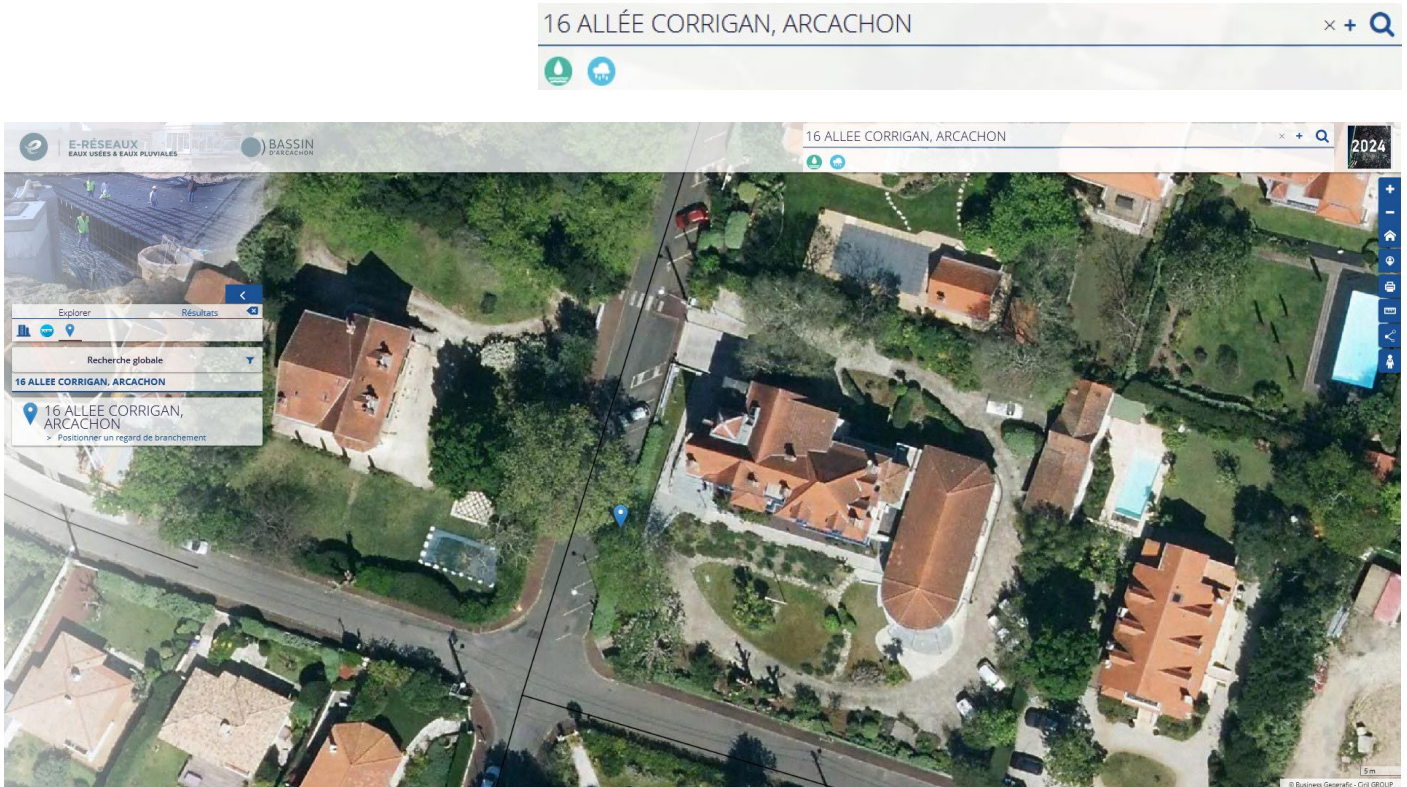 16 ALLÉE CORRIGAN, ARCACHON
E-RÉSEAUX
EAUX USÉES & EAUX PLUVIALES
BASSIN
D'ARCACHON
16 ALLEE CORRIGAN, ARCACHON
2024
Explorer
Résultats
Recherche globale
16 ALLEE CORRIGAN, ARCACHON
16 ALLEE CORRIGAN,
ARCACHON
> Positionner un regard de branchement
5 m
© Business Geografic - Ciril GROUP